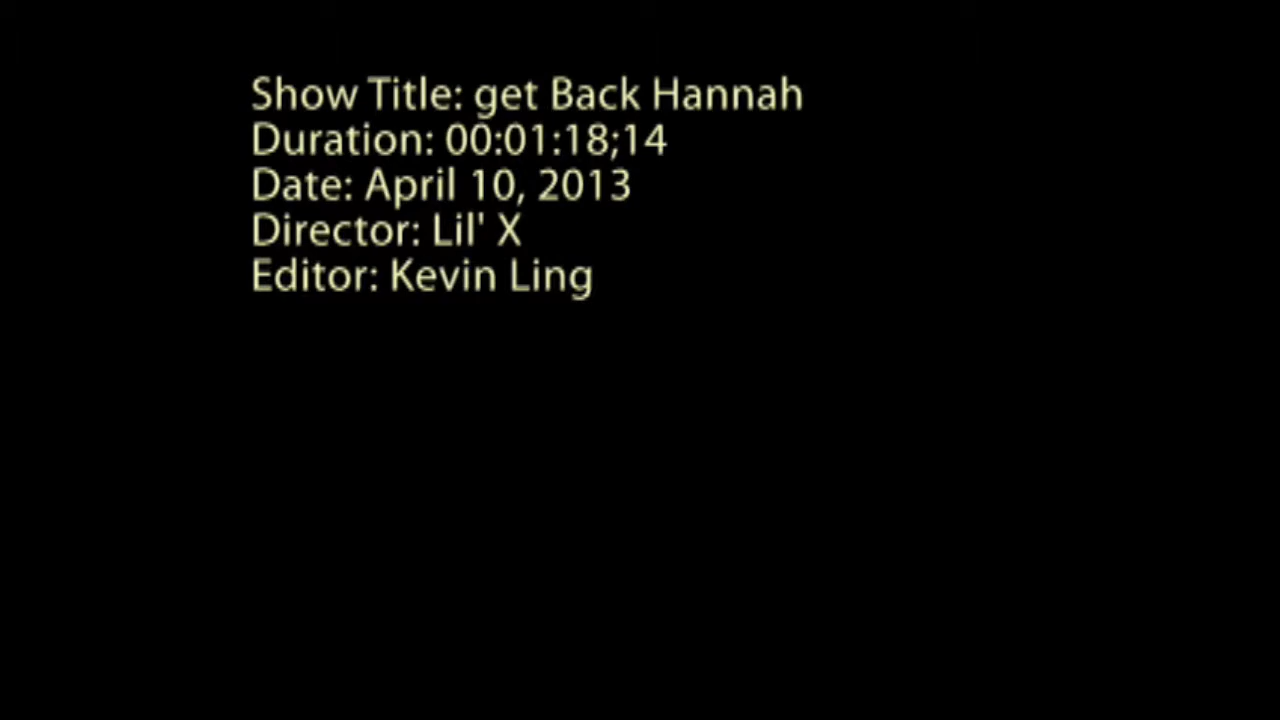 Show Title: get Back Hannah
Duration: 00:01:18;14
Date: April 10, 2013
Director: Lil' X
Editor: Kevin Ling